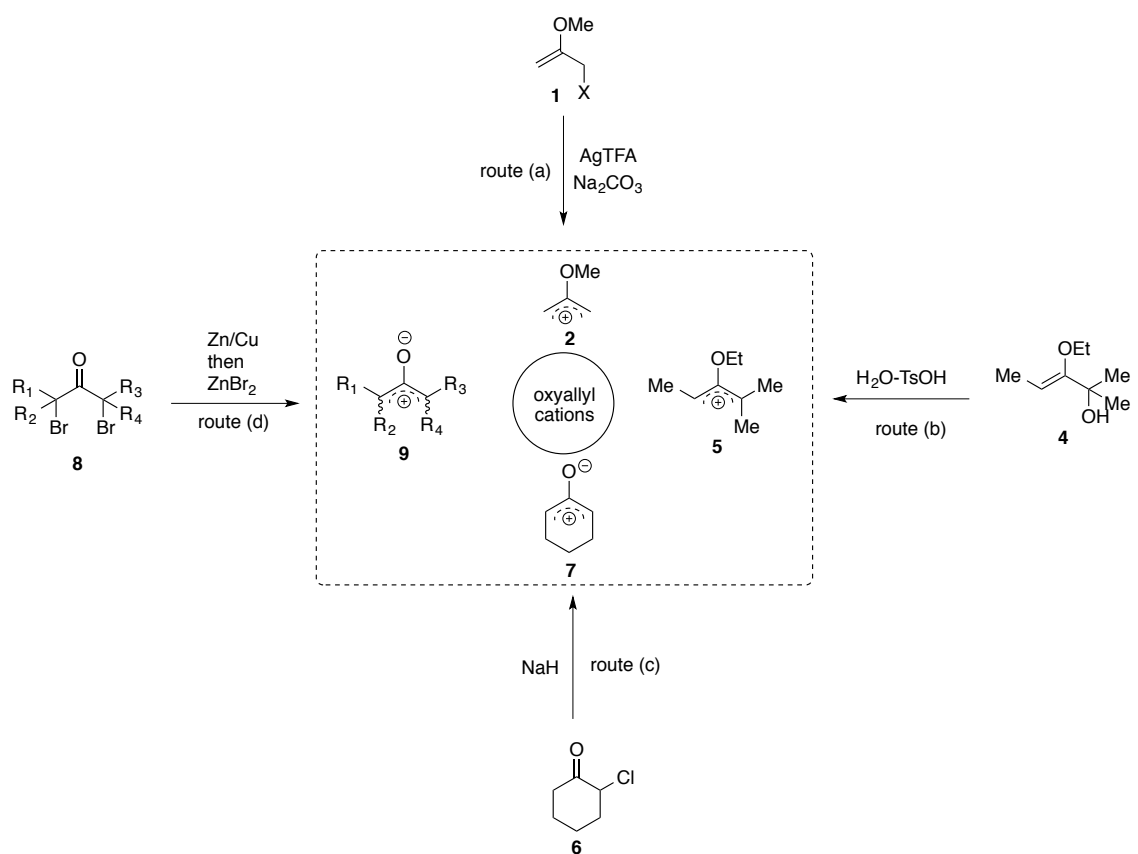 OMe
1 X
route (a)
AgTFA
Na₂CO₃
OMe
⊕
2
Zn/Cu
then
ZnBr₂
route (d)
O
R₁ R₃
R₂ R₄
Br Br
8
⊖
O
R₁ R₃
⊕
R₂ R₄
9
oxyallyl
cations
OEt
Me Me
⊕
Me
5
H₂O-TsOH
route (b)
OEt
Me Me
Me
OH
4
O ⊖
⊕
7
NaH
route (c)
O
Cl
6